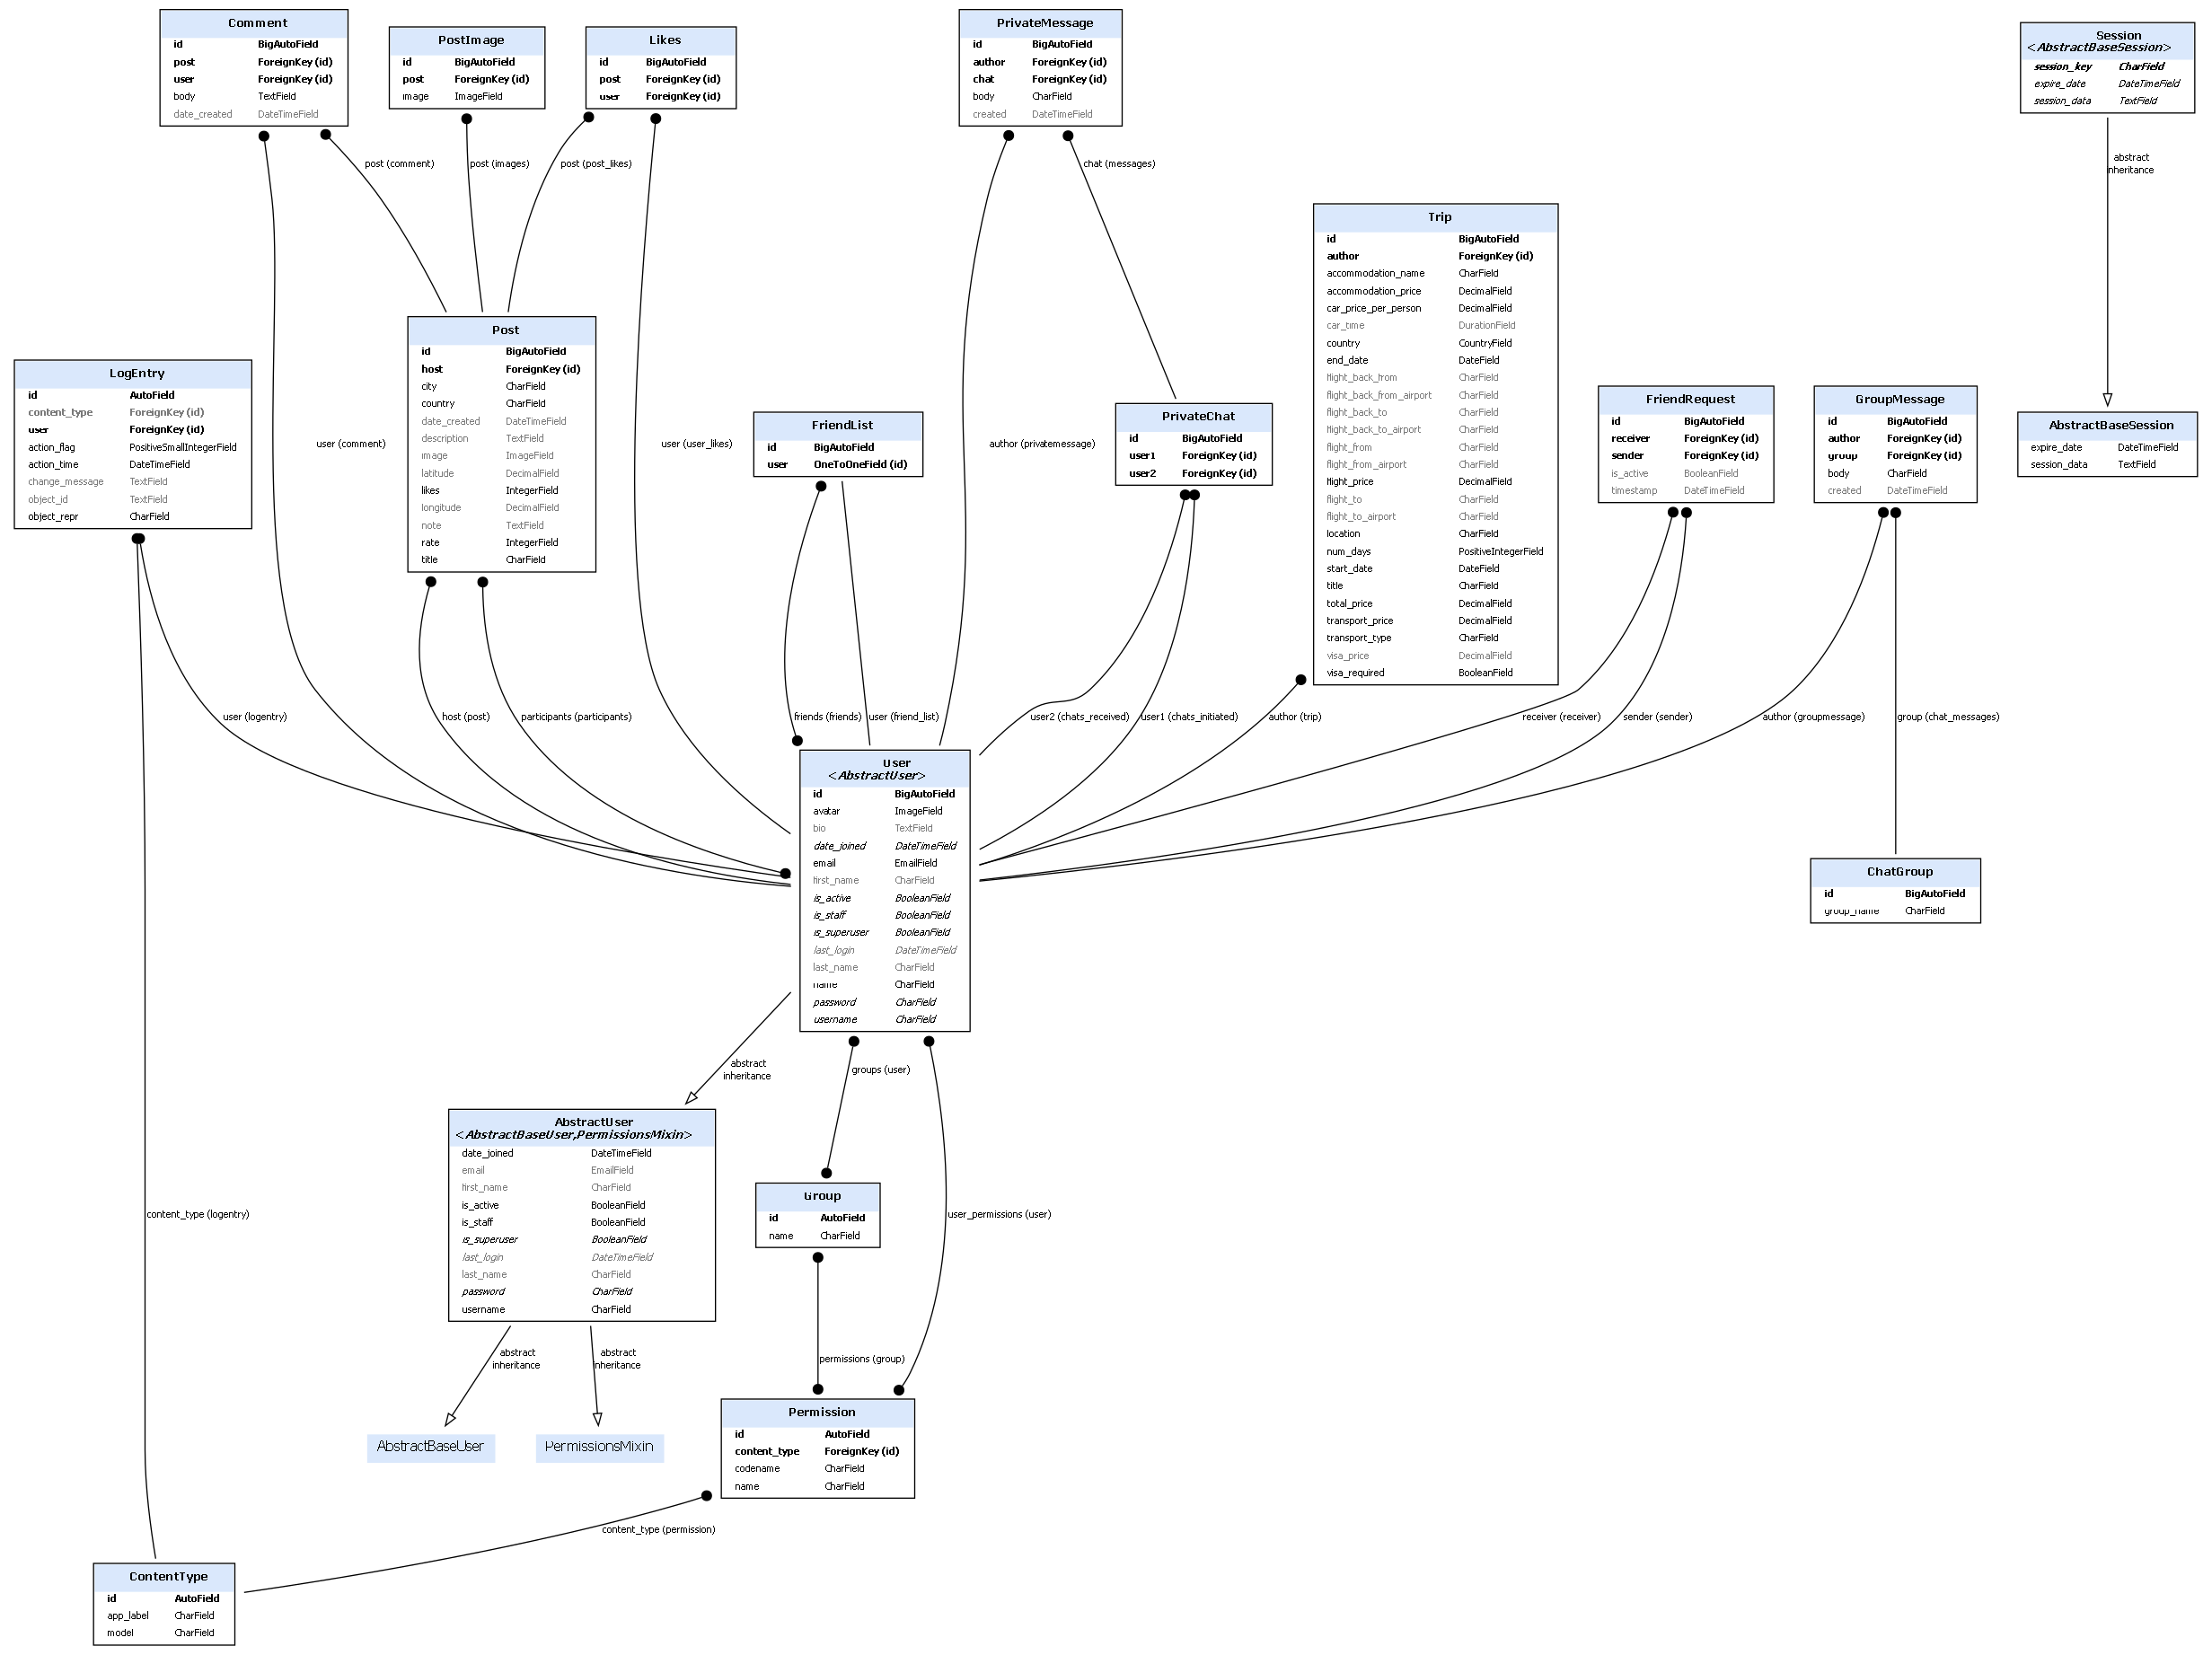 Comment
id BigAutoField
post ForeignKey (id)
user ForeignKey (id)
body TextField
date_created DateTimeField
PostImage
id BigAutoField
post ForeignKey (id)
image ImageField
Likes
id BigAutoField
post ForeignKey (id)
user ForeignKey (id)
PrivateMessage
id BigAutoField
author ForeignKey (id)
chat ForeignKey (id)
body CharField
created DateTimeField
Session
<AbstractBaseSession>
session_key CharField
expire_date DateTimeField
session_data TextField
post (comment)
post (images)
post (post_likes)
chat (messages)
abstract
inheritance
Trip
id BigAutoField
author ForeignKey (id)
accommodation_name CharField
accommodation_price DecimalField
car_price_per_person DecimalField
car_time DurationField
country CountryField
end_date DateField
flight_back_from CharField
flight_back_from_airport CharField
flight_back_to CharField
flight_back_to_airport CharField
flight_from CharField
flight_from_airport CharField
flight_price DecimalField
flight_to CharField
flight_to_airport CharField
location CharField
num_days PositiveIntegerField
start_date DateField
title CharField
total_price DecimalField
transport_price DecimalField
transport_type CharField
visa_price DecimalField
visa_required BooleanField
Post
id BigAutoField
host ForeignKey (id)
city CharField
country CharField
date_created DateTimeField
description TextField
image ImageField
latitude DecimalField
likes IntegerField
longitude DecimalField
note TextField
rate IntegerField
title CharField
LogEntry
id AutoField
content_type ForeignKey (id)
user ForeignKey (id)
action_flag PositiveSmallIntegerField
action_time DateTimeField
change_message TextField
object_id TextField
object_repr CharField
user (comment)
user (user_likes)
FriendList
id BigAutoField
user OneToOneField (id)
author (privatemessage)
PrivateChat
id BigAutoField
user1 ForeignKey (id)
user2 ForeignKey (id)
FriendRequest
id BigAutoField
receiver ForeignKey (id)
sender ForeignKey (id)
is_active BooleanField
timestamp DateTimeField
GroupMessage
id BigAutoField
author ForeignKey (id)
group ForeignKey (id)
body CharField
created DateTimeField
AbstractBaseSession
expire_date DateTimeField
session_data TextField
user (logentry)
host (post)
participants (participants)
friends (friends)
user (friend_list)
user2 (chats_received)
user1 (chats_initiated)
author (trip)
receiver (receiver)
sender (sender)
author (groupmessage)
group (chat_messages)
User
<AbstractUser>
id BigAutoField
avatar ImageField
bio TextField
date_joined DateTimeField
email EmailField
first_name CharField
is_active BooleanField
is_staff BooleanField
is_superuser BooleanField
last_login DateTimeField
last_name CharField
name CharField
password CharField
username CharField
ChatGroup
id BigAutoField
group_name CharField
abstract
inheritance
groups (user)
AbstractUser
<AbstractBaseUser,PermissionsMixin>
date_joined DateTimeField
email EmailField
first_name CharField
is_active BooleanField
is_staff BooleanField
is_superuser BooleanField
last_login DateTimeField
last_name CharField
password CharField
username CharField
Group
id AutoField
name CharField
content_type (logentry)
user_permissions (user)
abstract
inheritance
abstract
inheritance
permissions (group)
AbstractBaseUser
PermissionsMixin
Permission
id AutoField
content_type ForeignKey (id)
codename CharField
name CharField
content_type (permission)
ContentType
id AutoField
app_label CharField
model CharField